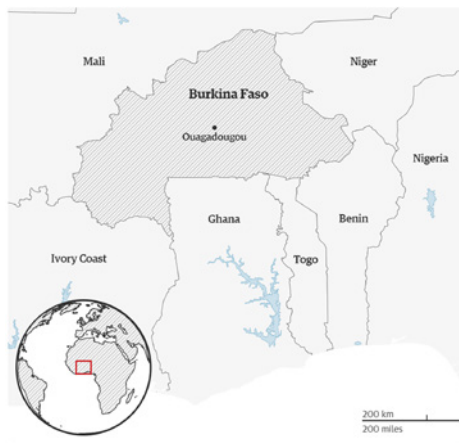 Mali
Niger
Burkina Faso
Ouagadougou
Nigeria
Ghana
Benin
Togo
Ivory Coast
200 km
200 miles